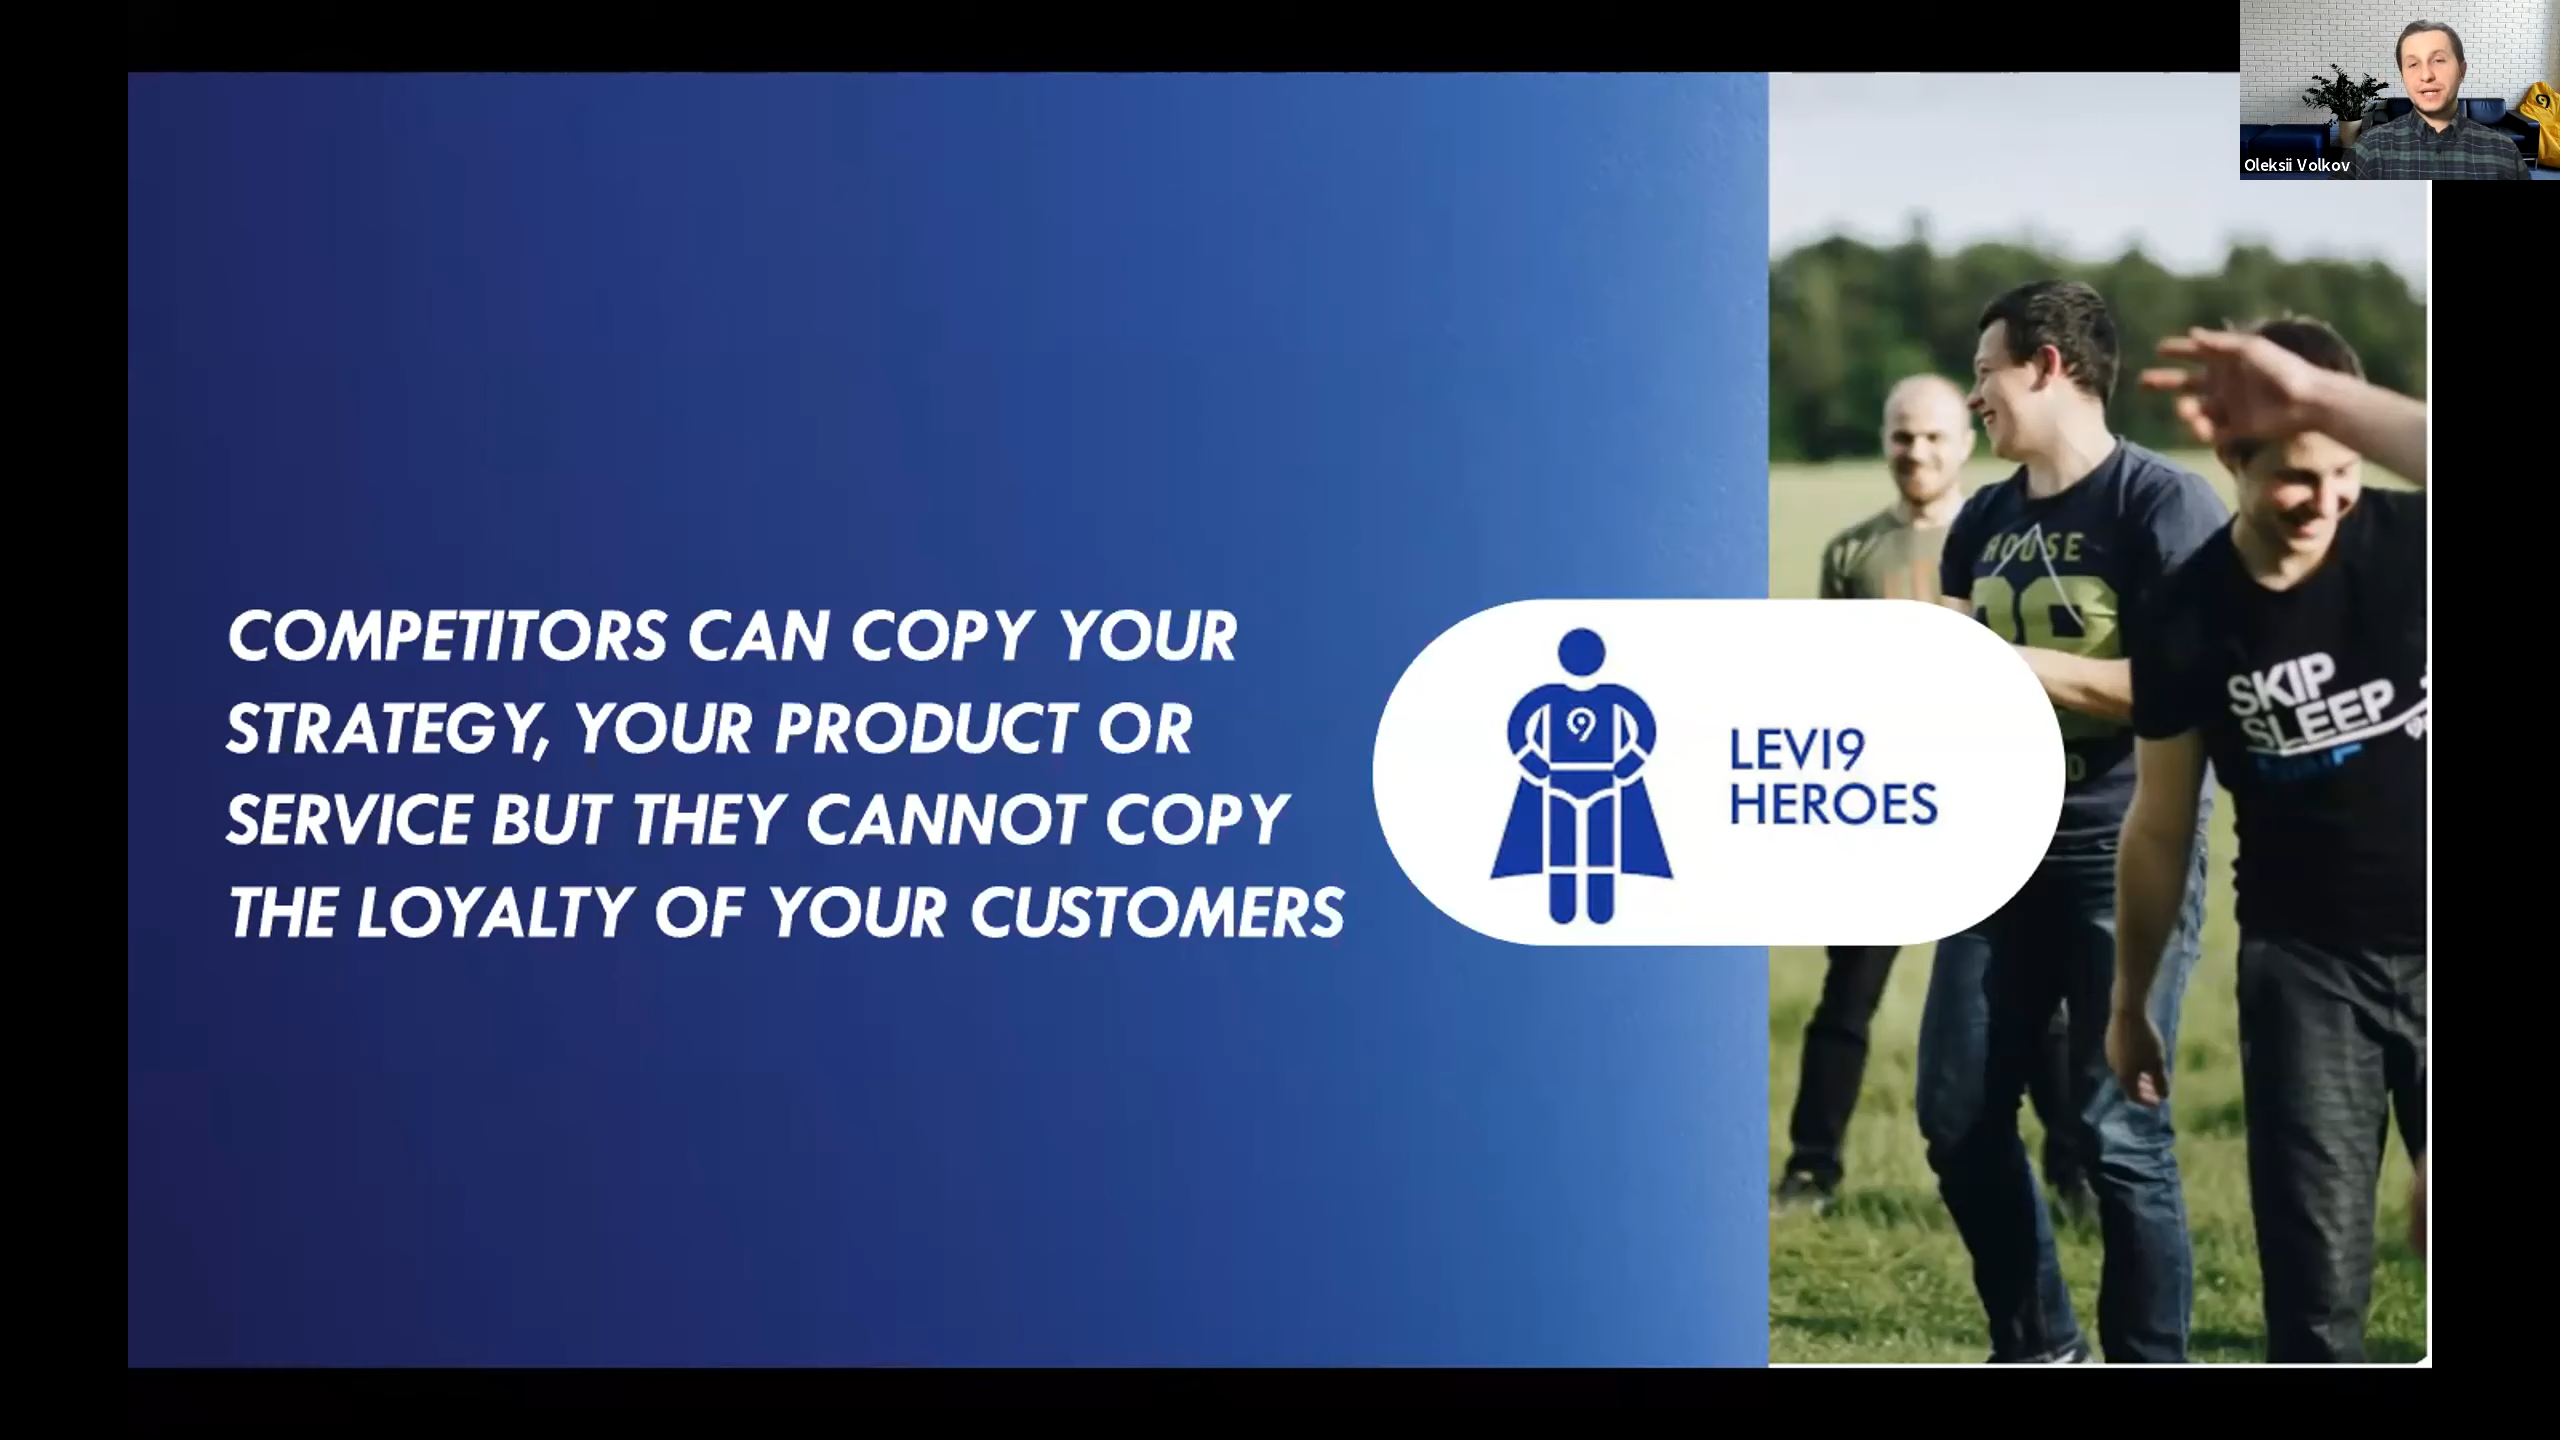 Oleksii Volkov
COMPETITORS CAN COPY YOUR
STRATEGY, YOUR PRODUCT OR
SERVICE BUT THEY CANNOT COPY
THE LOYALTY OF YOUR CUSTOMERS
9
LEVI9
HEROES
HOUSE
SKIP
SLEEP